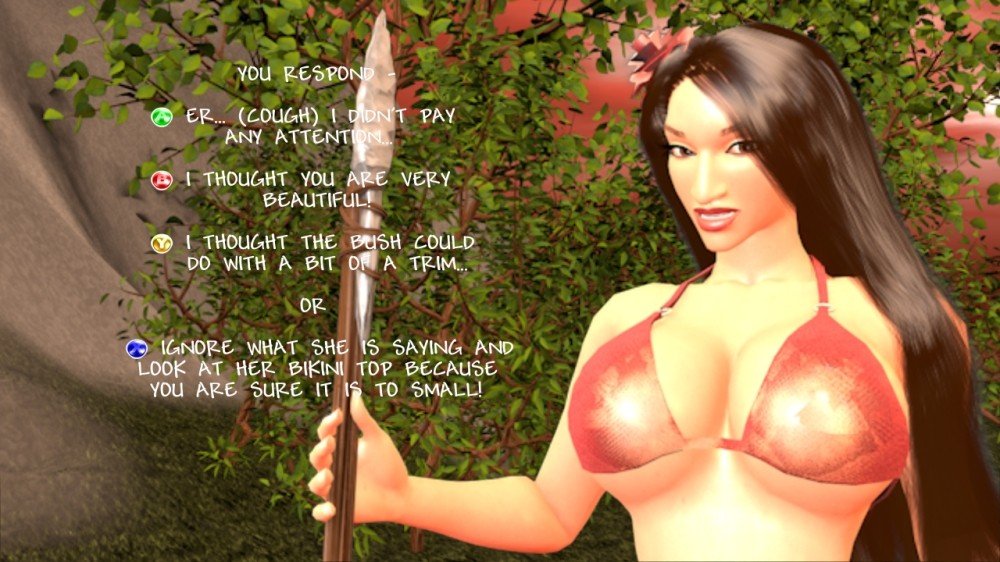 YOU RESPOND -
A ER... (COUGH) I DIDN'T PAY
ANY ATTENTION...
B I THOUGHT YOU ARE VERY
BEAUTIFUL!
Y I THOUGHT THE BUSH COULD
DO WITH A BIT OF A TRIM...
OR
X IGNORE WHAT SHE IS SAYING AND
LOOK AT HER BIKINI TOP BECAUSE
YOU ARE SURE IT IS TO SMALL!